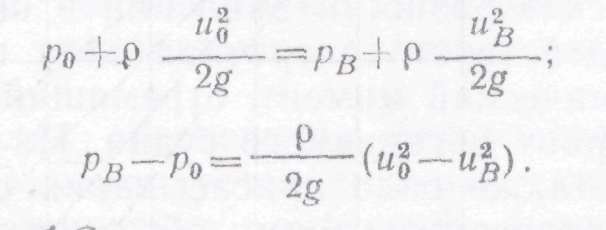 p₀ + ρ u₀²/2g = p_B + ρ u_B²/2g;
p_B — p₀ = ρ/2g (u₀² — u_B²).